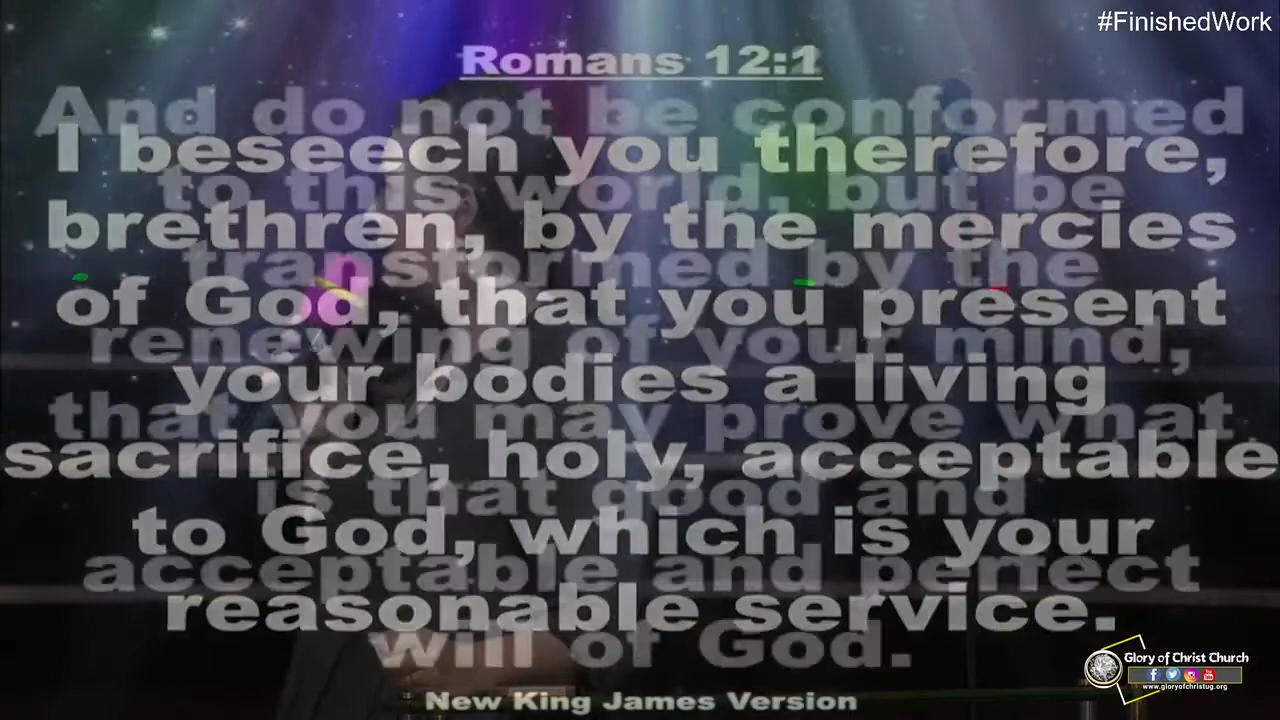 #FinishedWork
Romans 12:1
I beseech you therefore,
brethren, by the mercies
of God, that you present
your bodies a living
sacrifice, holy, acceptable
to God, which is your
reasonable service.
And do not be conformed
to this world, but be
transformed by the
renewing of your mind,
that you may prove what
is that good and
acceptable and perfect
will of God.
New King James Version
Glory of Christ Church
www.gloryofchristug.org